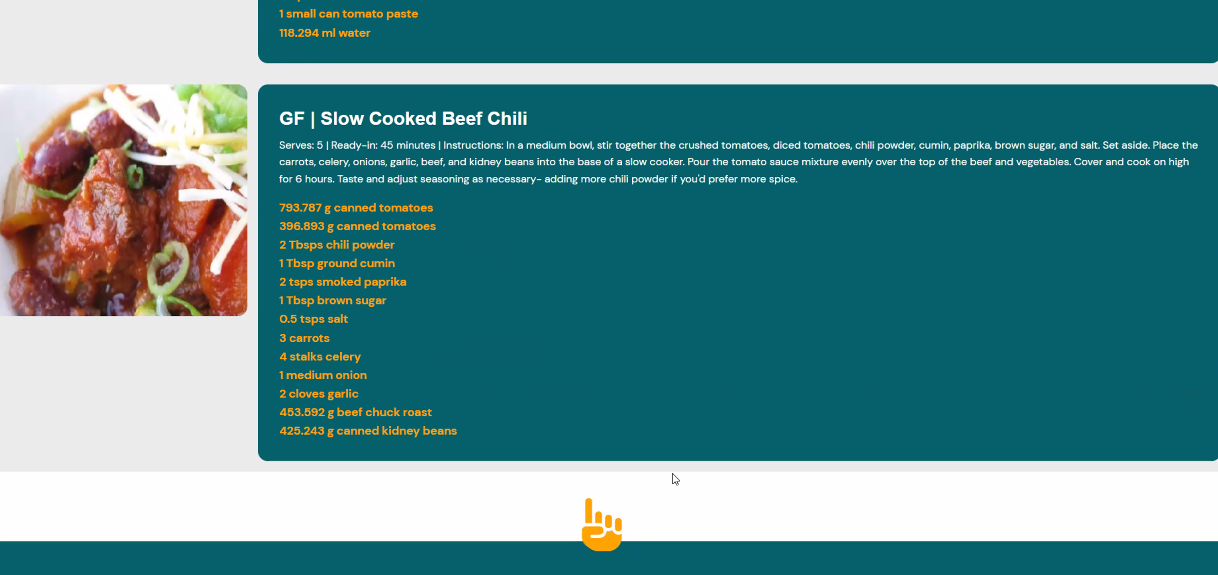 1 small can tomato paste
118.294 ml water
GF | Slow Cooked Beef Chili
Serves: 5 | Ready-in: 45 minutes | Instructions: In a medium bowl, stir together the crushed tomatoes, diced tomatoes, chili powder, cumin, paprika, brown sugar, and salt. Set aside. Place the
carrots, celery, onions, garlic, beef, and kidney beans into the base of a slow cooker. Pour the tomato sauce mixture evenly over the top of the beef and vegetables. Cover and cook on high
for 6 hours. Taste and adjust seasoning as necessary- adding more chili powder if you'd prefer more spice.
793.787 g canned tomatoes
396.893 g canned tomatoes
2 Tbsps chili powder
1 Tbsp ground cumin
2 tsps smoked paprika
1 Tbsp brown sugar
0.5 tsps salt
3 carrots
4 stalks celery
1 medium onion
2 cloves garlic
453.592 g beef chuck roast
425.243 g canned kidney beans